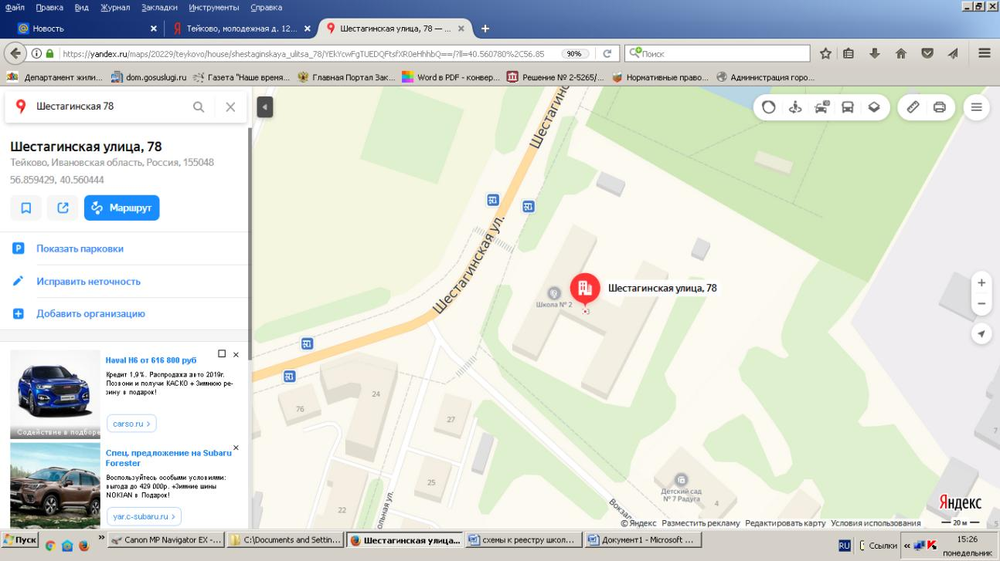 Файл Правка Вид Журнал Закладки Инструменты Справка
Новость
Тейково, молодежная д. 12...
Шестагинская улица, 78 — ...
https://yandex.ru/maps/20229/teykovo/house/shestaginskaya_ulitsa_78/YEkYcwFgTUEDQFtsfXR0eHhhbQ==/?ll=40.560780%2C56.85
90%
Поиск
Департамент жили...
dom.gosuslugi.ru
Газета "Наше время...
Главная Портал Зак...
Word в PDF - конвер...
Решение № 2-5265/...
Нормативные право...
Администрация горо...
Шестагинская 78
Шестагинская улица, 78
Тейково, Ивановская область, Россия, 155048
56.859429, 40.560444
Маршрут
Показать парковки
Исправить неточность
Добавить организацию
Haval H6 от 616 800 руб
Кредит 1,9%. Распродажа авто 2019г.
Позвони и получи КАСКО + Зимнюю ре-
зину в подарок!
carso.ru
Содействие в подборе
Спец. предложение на Subaru
Forester
Воспользуйтесь особыми условиями:
выгода до 429 000р. +Зимние шины
NOKIAN в Подарок!
yar.c-subaru.ru
Шестагинск
Шестагинская ул.
Шестагинская ул.
Школа № 2
Шестагинская улица, 78
76
24
27
25
22
ольная ул.
Вокза
Детский сад
№ 7 Радуга
4
7
5
Яндекс
© Яндекс Разместить рекламу Редактировать карту Условия использования
20 м
Пуск
Canon MP Navigator EX -...
C:\Documents and Settin...
Шестагинская улица...
схемы к реестру школ...
Документ1 - Microsoft ...
RU
Ссылки
15:26
понедельник